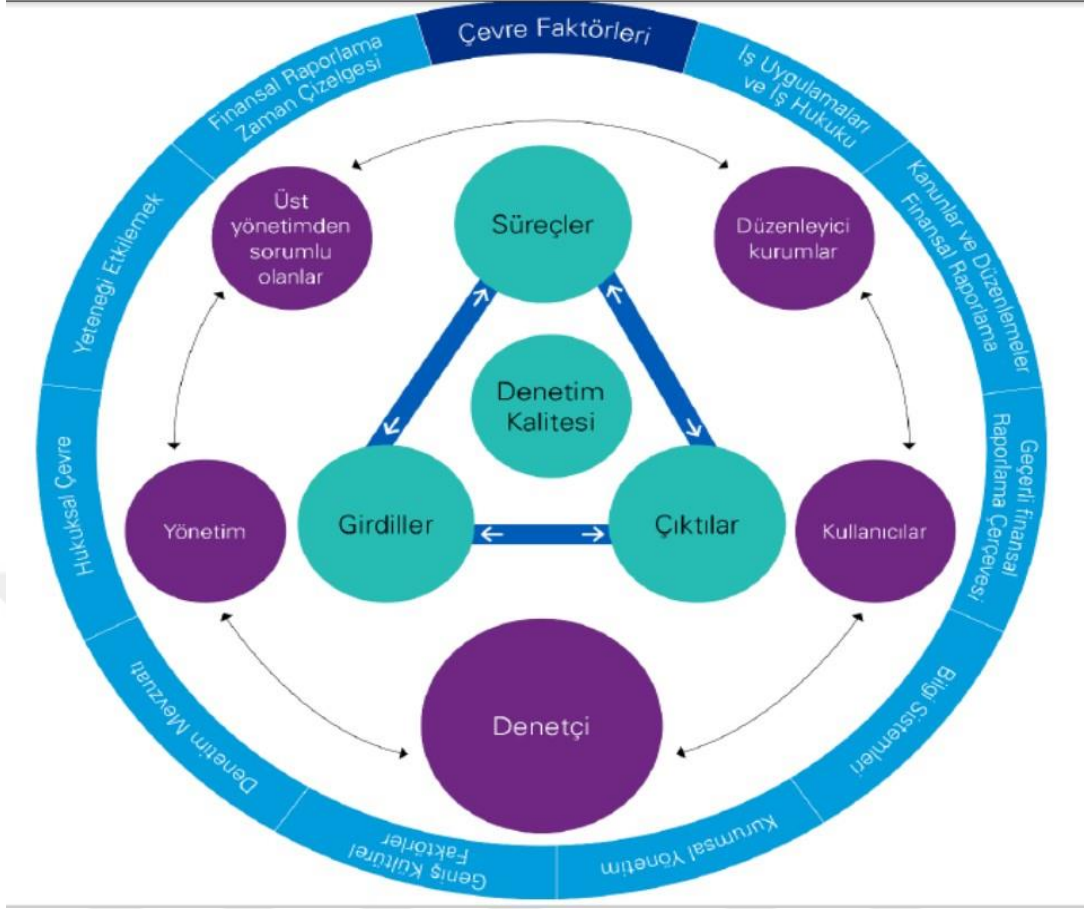 Çevre Faktörleri
İş Uygulamaları
ve İş Hukuku
Kanunlar ve Düzenlemeler
Finansal Raporlama
Geçerli finansal
Raporlama Çerçevesi
Bilgi Sistemleri
Kurumsal Yönetim
Geniş Kültürel
Faktörler
Denetim Mevzuatı
Hukuksal Çevre
Yeteneği Etkilemek
Finansal Raporlama
Zaman Çizelgesi
Üst
yönetimden
sorumlu
olanlar
Süreçler
Düzenleyici
kurumlar
Denetim
Kalitesi
Yönetim
Girdiller
Çıktılar
Kullanıcılar
Denetçi